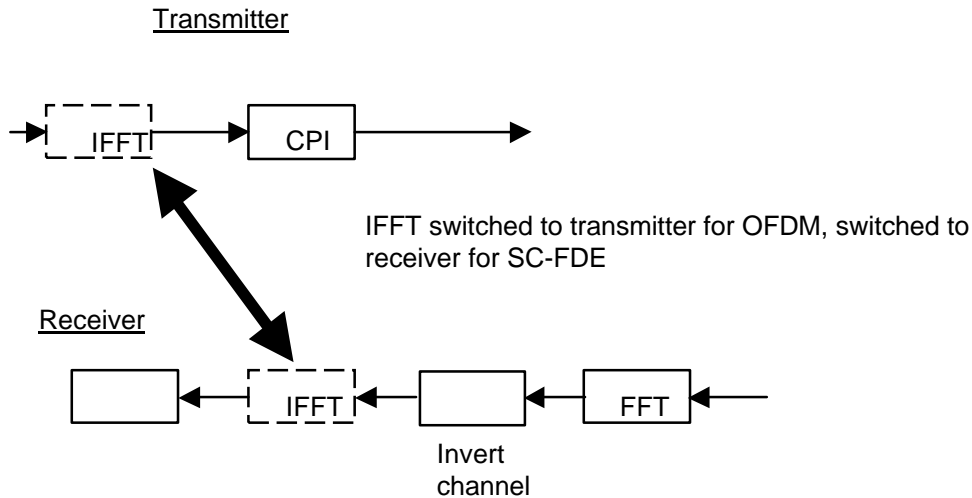 Transmitter
IFFT
CPI
IFFT switched to transmitter for OFDM, switched to
receiver for SC-FDE
Receiver
IFFT
FFT
Invert
channel